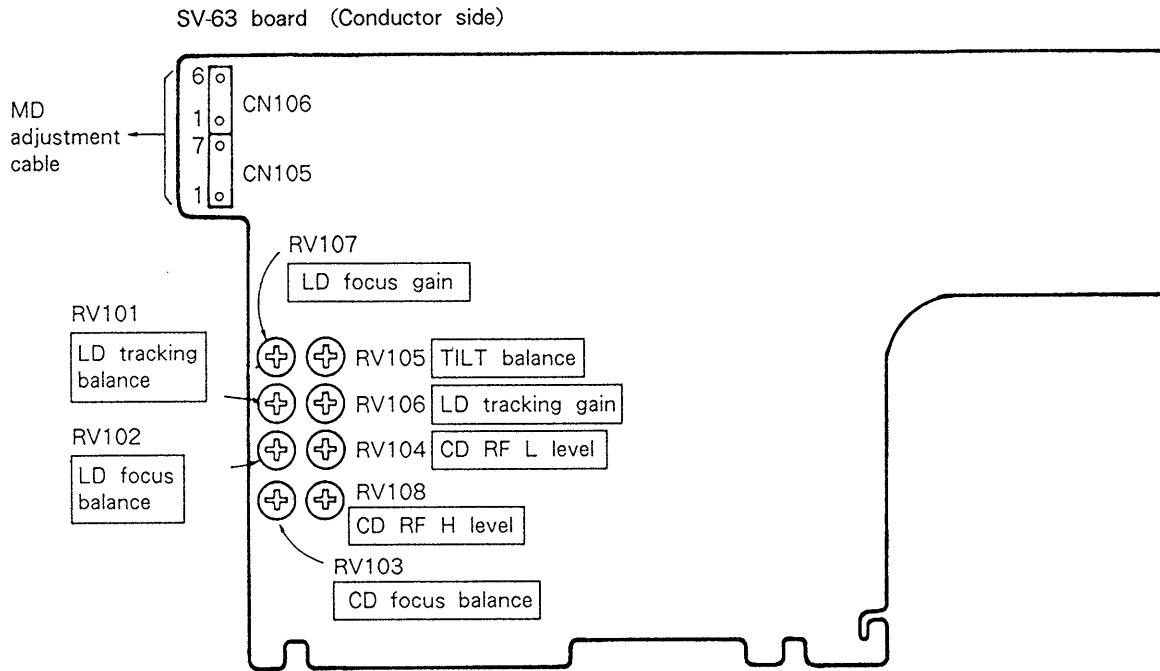 SV-63 board (Conductor side)
MD
adjustment
cable
6
1
CN106
7
1
CN105
RV107
LD focus gain
RV101
LD tracking
balance
RV105 TILT balance
RV106 LD tracking gain
RV102
LD focus
balance
RV104 CD RF L level
RV108
CD RF H level
RV103
CD focus balance